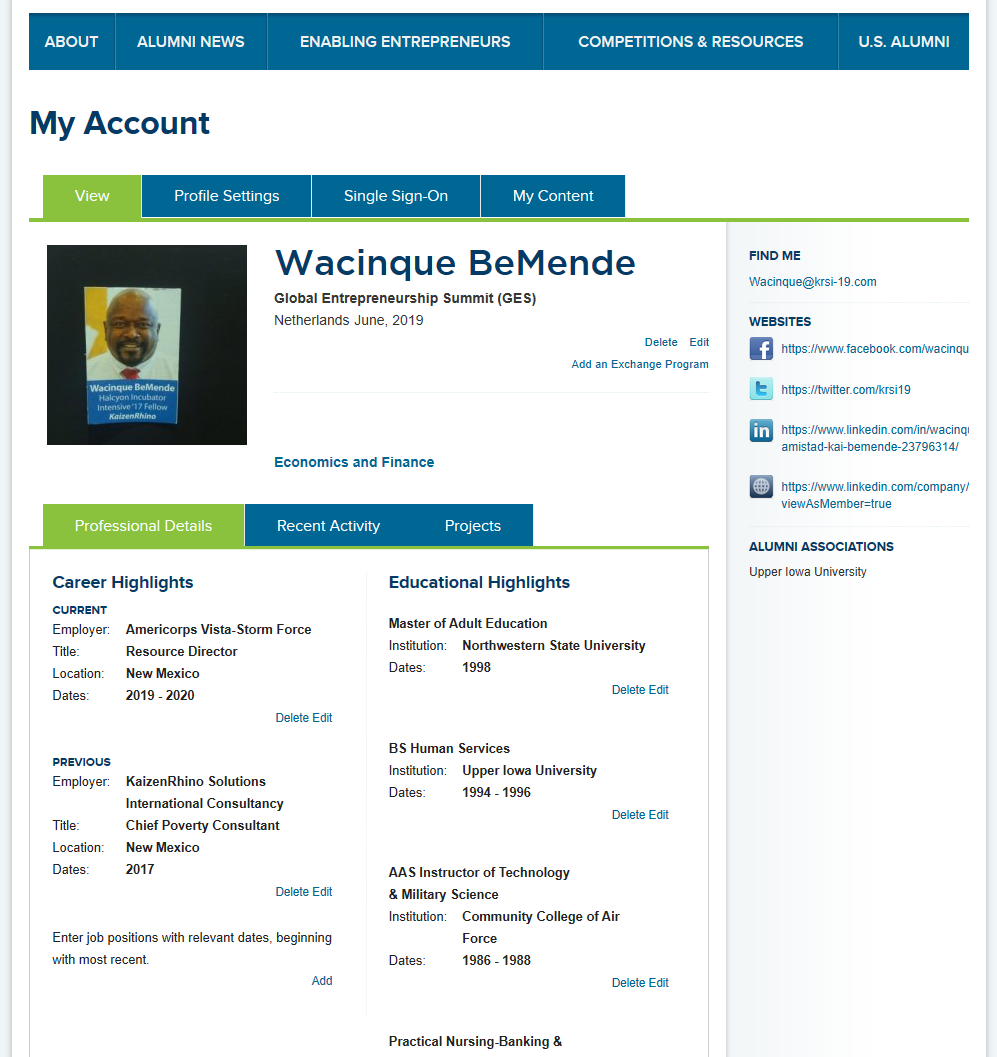 ABOUT
ALUMNI NEWS
ENABLING ENTREPRENEURS
COMPETITIONS & RESOURCES
U.S. ALUMNI
My Account
View
Profile Settings
Single Sign-On
My Content
Wacinque BeMende
Halcyon Incubator
Intensive '17 Fellow
KaizenRhino
Wacinque BeMende
Global Entrepreneurship Summit (GES)
Netherlands June, 2019
Delete Edit
Add an Exchange Program
Economics and Finance
FIND ME
Wacinque@krsi-19.com
WEBSITES
f https://www.facebook.com/wacinqu
t https://twitter.com/krsi19
in https://www.linkedin.com/in/wacinqu
amistad-kai-bemende-23796314/
https://www.linkedin.com/company/
viewAsMember=true
ALUMNI ASSOCIATIONS
Upper Iowa University
Professional Details
Recent Activity
Projects
Career Highlights
CURRENT
Employer: Americorps Vista-Storm Force
Title: Resource Director
Location: New Mexico
Dates: 2019 - 2020
Delete Edit
PREVIOUS
Employer: KaizenRhino Solutions
International Consultancy
Title: Chief Poverty Consultant
Location: New Mexico
Dates: 2017
Delete Edit
Enter job positions with relevant dates, beginning
with most recent.
Add
Educational Highlights
Master of Adult Education
Institution: Northwestern State University
Dates: 1998
Delete Edit
BS Human Services
Institution: Upper Iowa University
Dates: 1994 - 1996
Delete Edit
AAS Instructor of Technology
& Military Science
Institution: Community College of Air
Force
Dates: 1986 - 1988
Delete Edit
Practical Nursing-Banking &